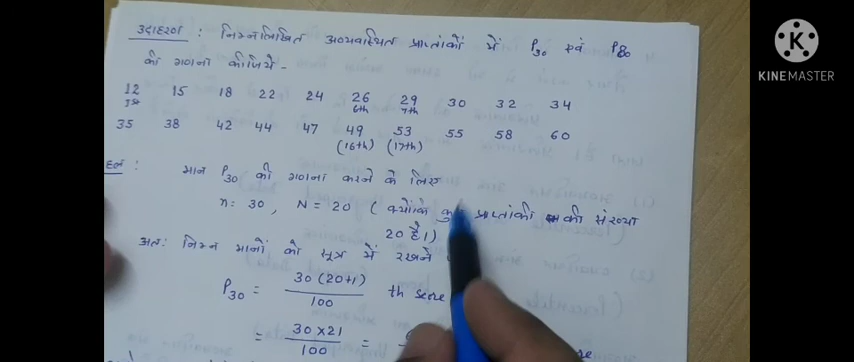 उदाहरण : निम्नलिखित अव्यवस्थित प्राप्तांकों में P30 एवं P80
की गणना कीजिये -
12 15 18 22 24 26 29 30 32 34
1st 6th 7th
35 38 42 44 47 49 53 55 58 60
(16th) (17th)
हल : मान P30 की गणना करने के लिए
n = 30, N = 20 ( क्योंकि प्राप्तांकों की संख्या
20 है।)
अतः निम्न मानों को सूत्र में रखने
P30 = 30 (20+1) / 100 th score
= 30 × 21 / 100 =
K
KINEMASTER